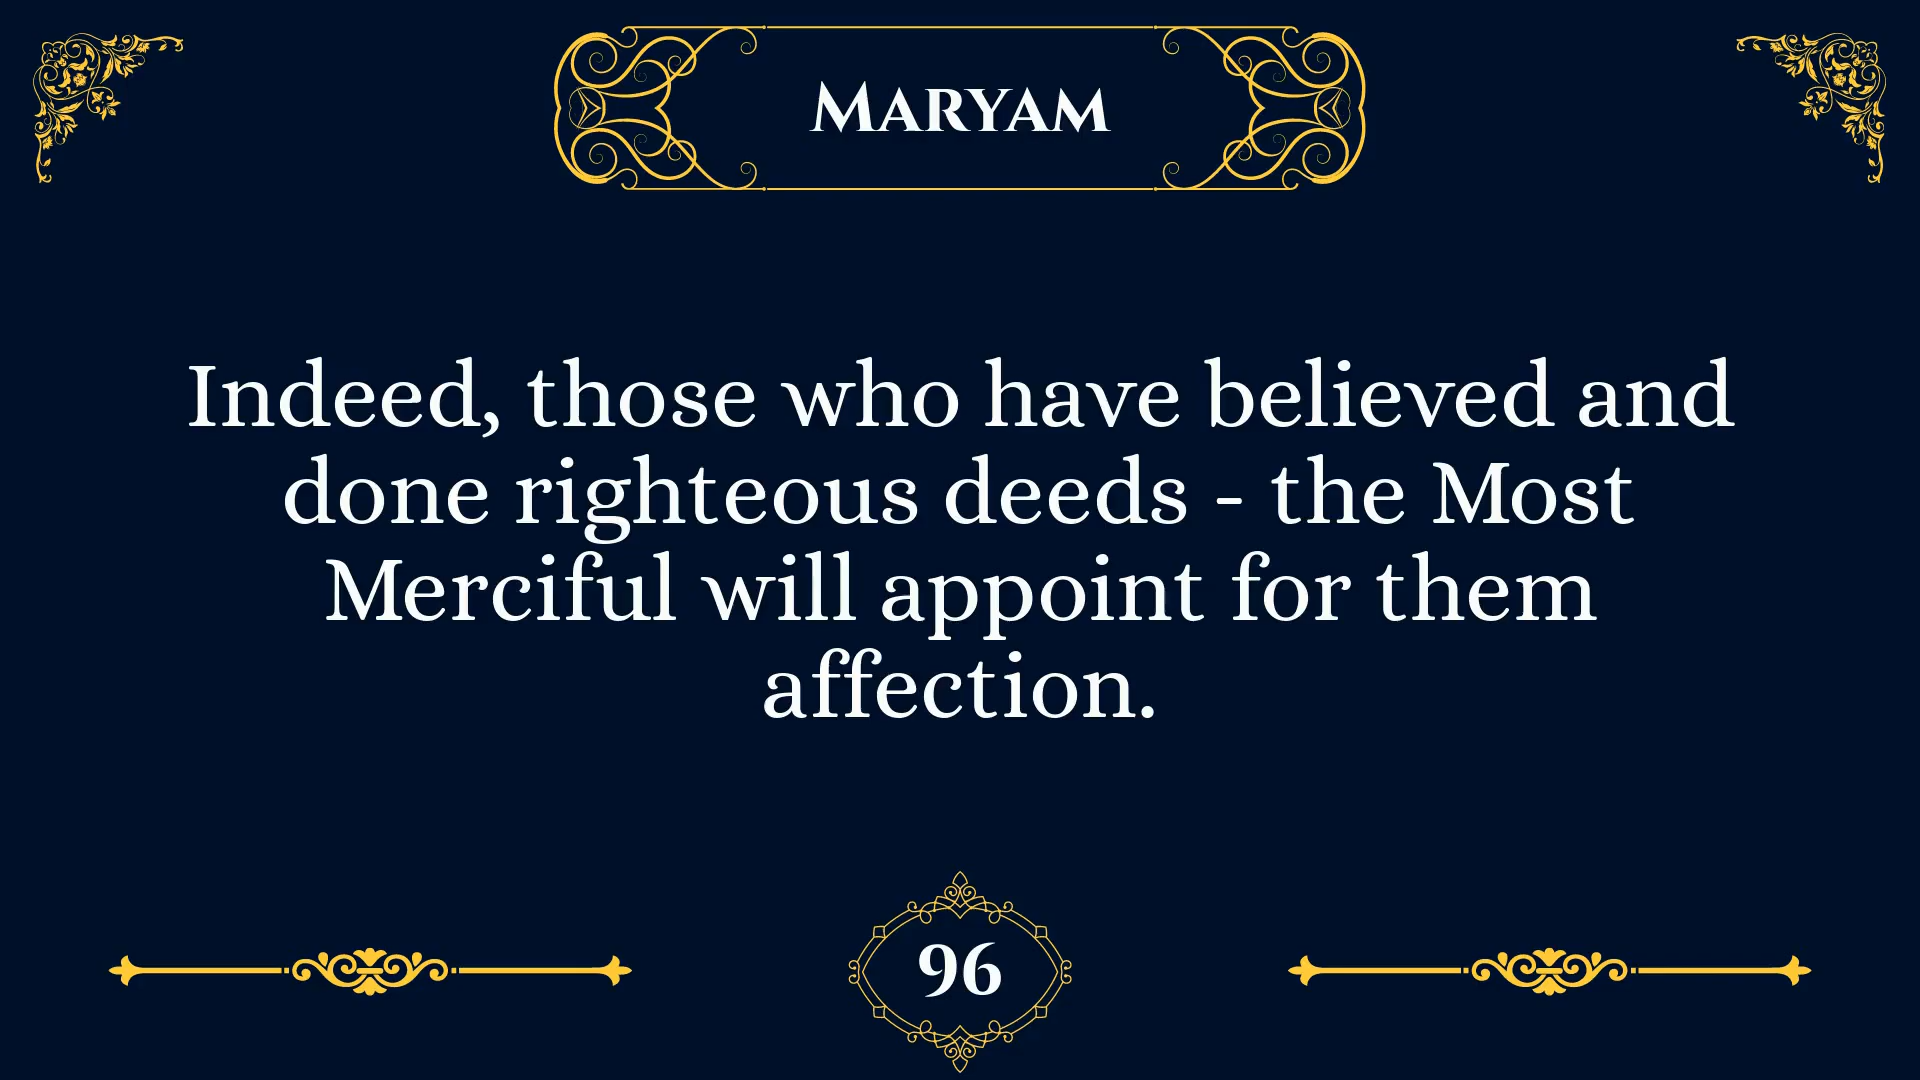 Maryam
Indeed, those who have believed and
done righteous deeds - the Most
Merciful will appoint for them
affection.
96